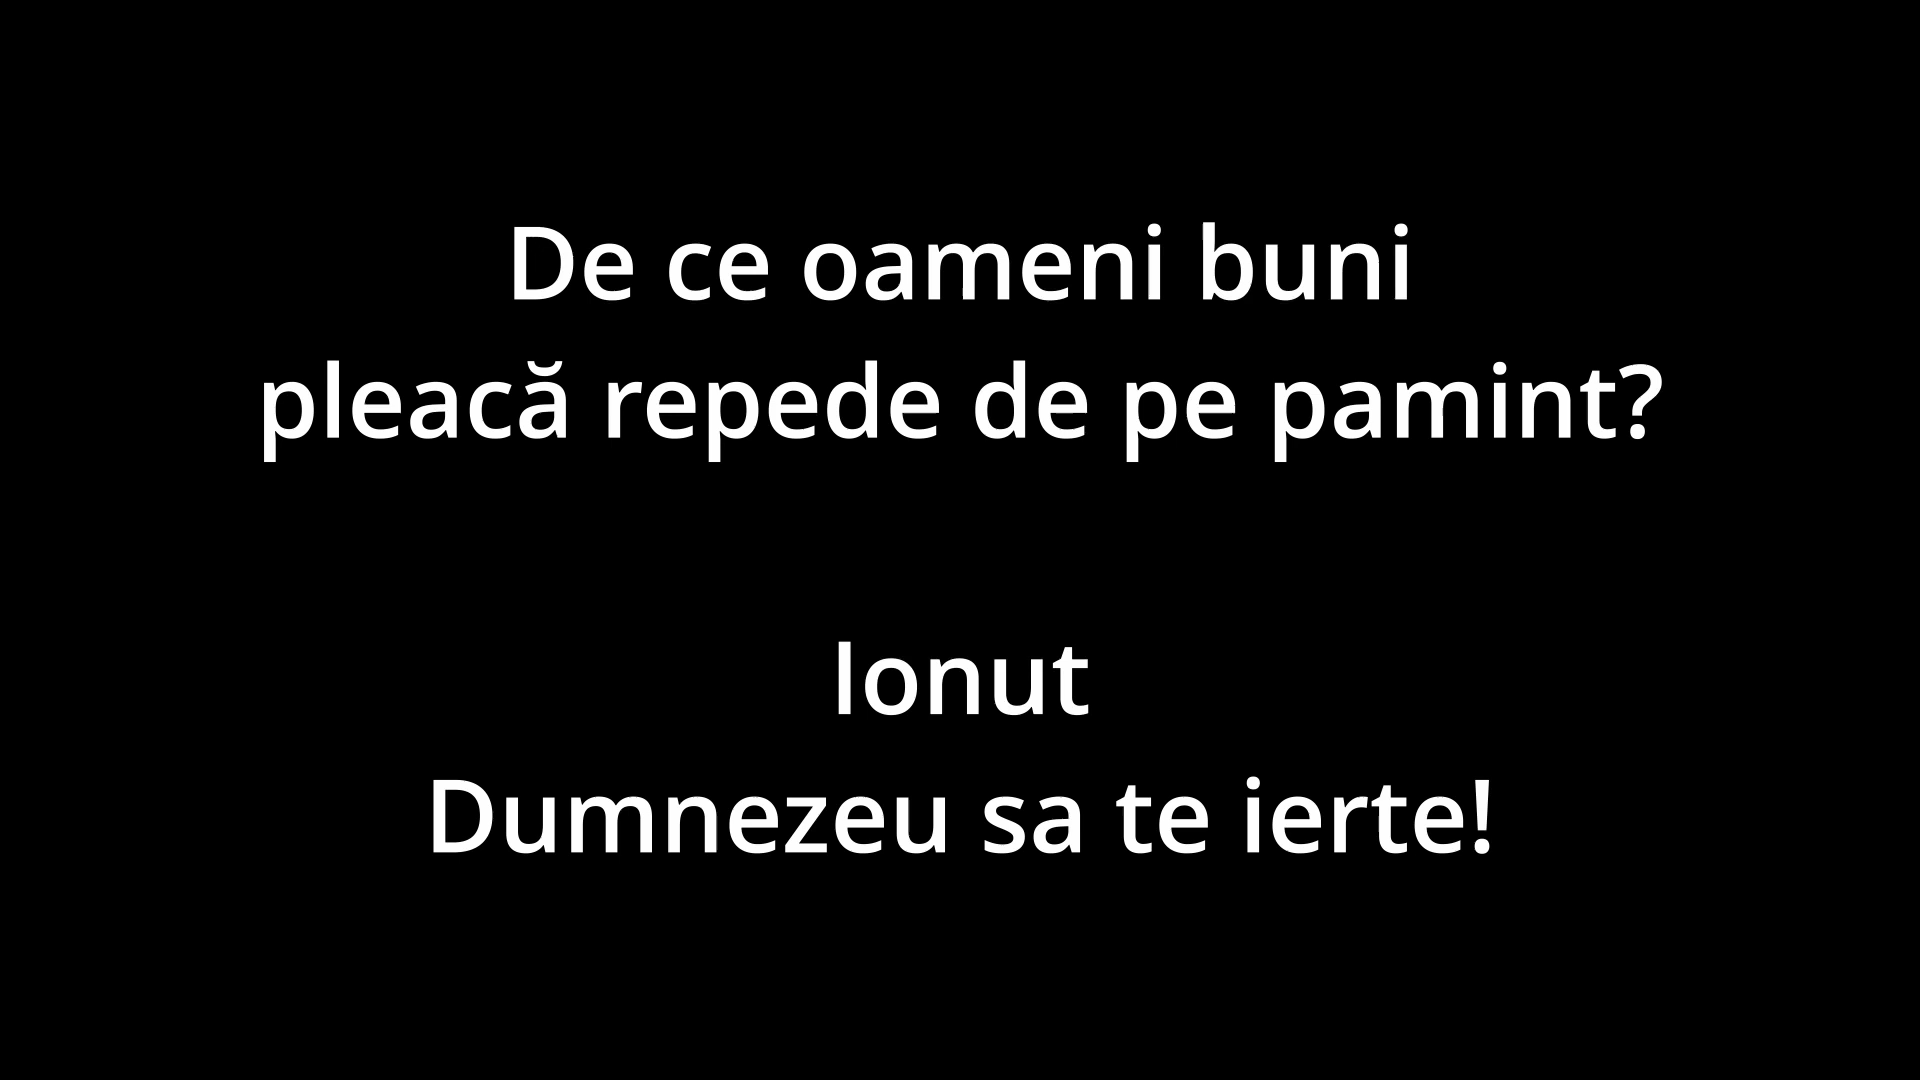 De ce oameni buni
pleacă repede de pe pamint?
Ionut
Dumnezeu sa te ierte!